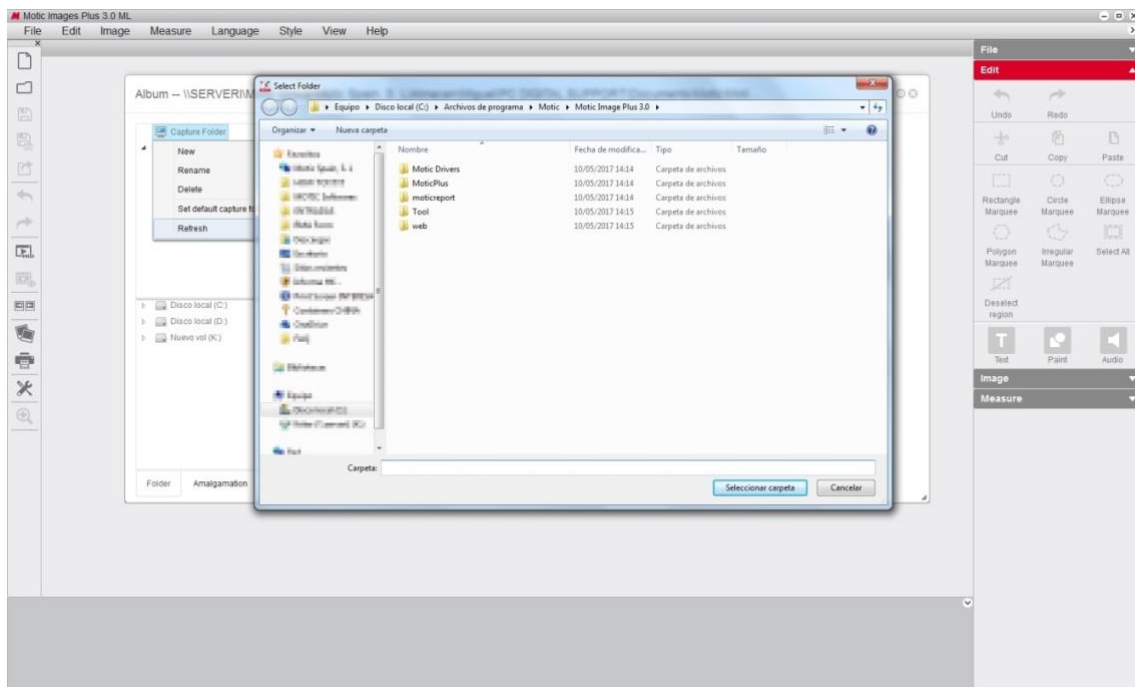 Motic Images Plus 3.0 ML
File Edit Image Measure Language Style View Help
Album -- \\SERVERI\M
Capture Folder
New
Rename
Delete
Set default capture fo
Refresh
Disco local (C:)
Disco local (D:)
Nuevo vol (K:)
Folder Amalgamation
Select Folder
Equipo Disco local (C:) Archivos de programa Motic Motic Image Plus 3.0
Organizar Nueva carpeta
Nombre Fecha de modifica... Tipo Tamaño
Motic Drivers 10/05/2017 14:14 Carpeta de archivos
MoticPlus 10/05/2017 14:14 Carpeta de archivos
moticreport 10/05/2017 14:14 Carpeta de archivos
Tool 10/05/2017 14:15 Carpeta de archivos
web 10/05/2017 14:15 Carpeta de archivos
Carpeta:
Seleccionar carpeta Cancelar
File
Edit
Undo Redo
Cut Copy Paste
Rectangle Marquee Circle Marquee Ellipse Marquee
Polygon Marquee Irregular Marquee Select All
Deselect region
Text Paint Audio
Image
Measure